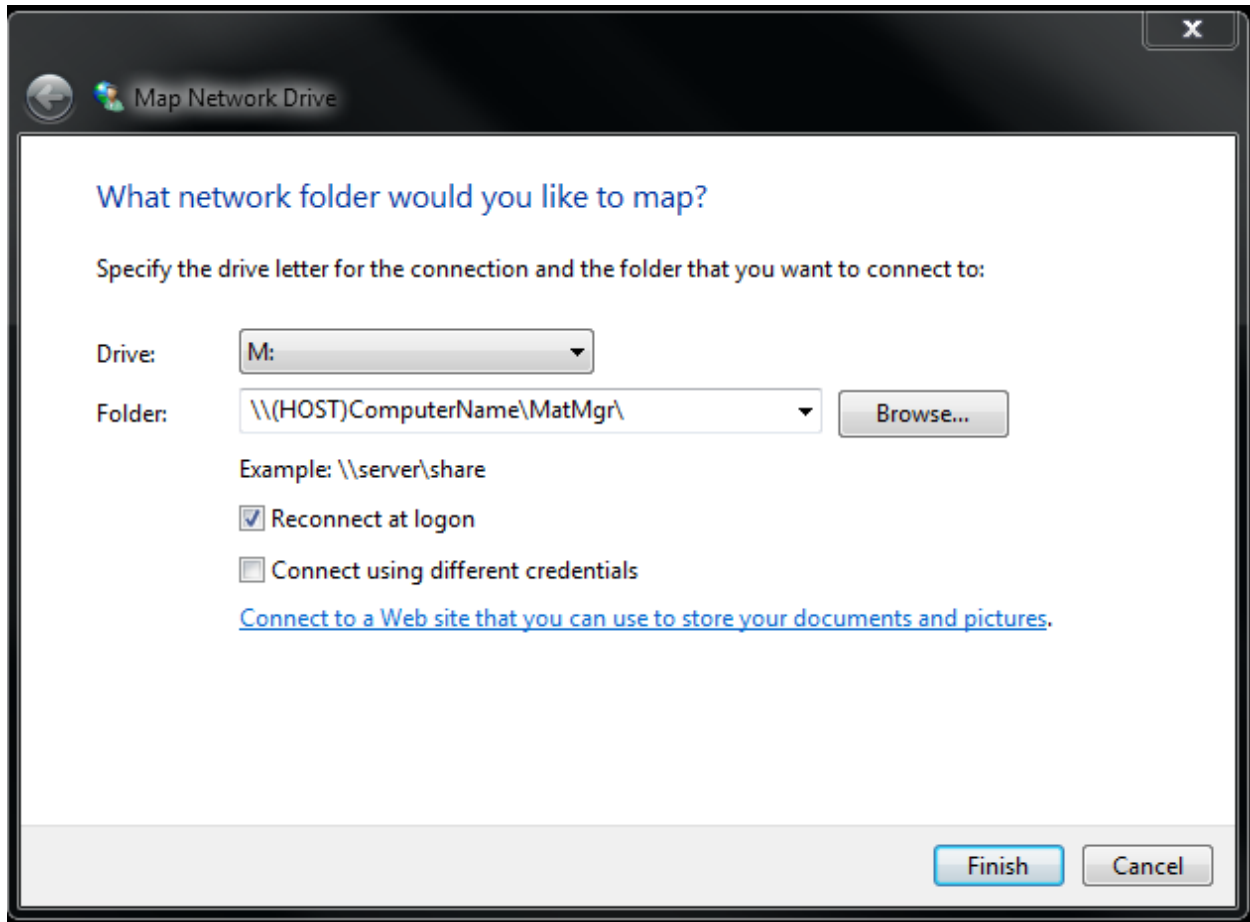 X
Map Network Drive
What network folder would you like to map?
Specify the drive letter for the connection and the folder that you want to connect to:
Drive: M:
Folder: \\(HOST)ComputerName\MatMgr\ Browse...
Example: \\server\share
Reconnect at logon
Connect using different credentials
Connect to a Web site that you can use to store your documents and pictures.
Finish Cancel